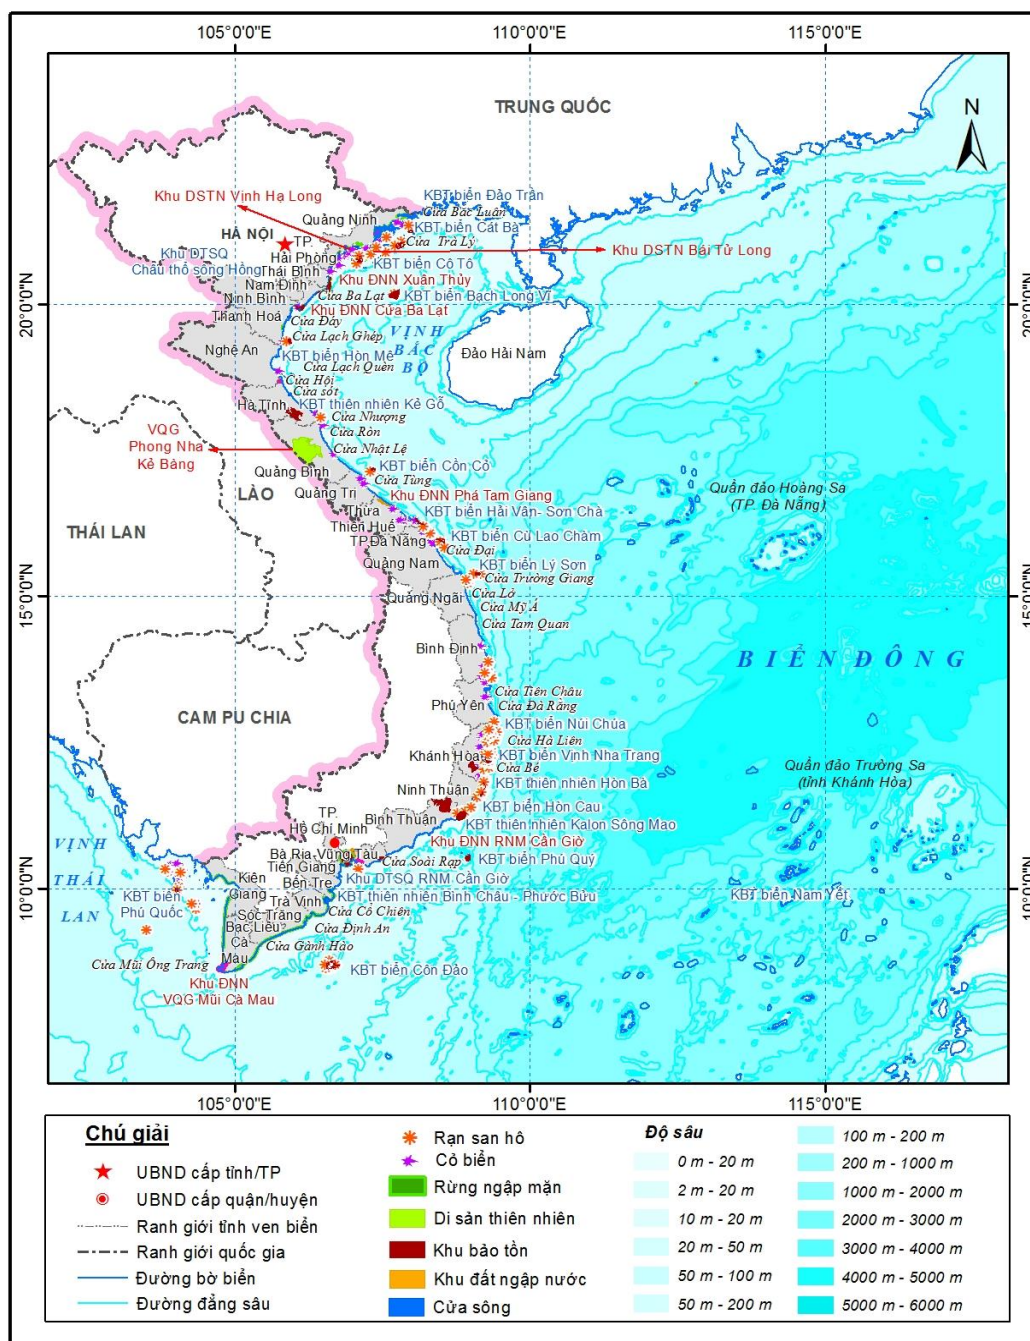 105°0'0"E
110°0'0"E
115°0'0"E
TRUNG QUỐC
N
Khu DSTN Vịnh Hạ Long
KBT biển Đảo Trần
Quảng Ninh
Cửa Bắc Luân
HÀ NỘI
TP.
Hải Phòng
KBT biển Cát Bà
Cửa Trà Lý
Khu DSTN Bái Tử Long
Khu DTSQ
Châu thổ sông Hồng
Thái Bình
KBT biển Cô Tô
Nam Định
Khu ĐNN Xuân Thủy
Ninh Bình
Cửa Ba Lạt
KBT biển Bạch Long Vĩ
20°0'0"N
20°0'0"N
Thanh Hoá
Khu ĐNN Cửa Ba Lạt
Cửa Đáy
Cửa Lạch Ghép
VỊNH
BẮC
BỘ
Nghệ An
KBT biển Hòn Mê
Cửa Lạch Quèn
Đảo Hải Nam
Cửa Hội
Cửa sót
Hà Tĩnh
KBT thiên nhiên Kẻ Gỗ
Cửa Nhượng
VQG
Phong Nha
Kẻ Bàng
Cửa Ròn
Cửa Nhật Lệ
Quảng Bình
KBT biển Cồn Cỏ
Cửa Tùng
LÀO
Quảng Trị
Khu ĐNN Phá Tam Giang
Quần đảo Hoàng Sa
(TP. Đà Nẵng)
Thừa
Thiên Huế
KBT biển Hải Vân- Sơn Chà
THÁI LAN
TP.Đà Nẵng
KBT biển Cù Lao Chàm
Cửa Đại
Quảng Nam
KBT biển Lý Sơn
Cửa Trường Giang
15°0'0"N
15°0'0"N
Quảng Ngãi
Cửa Lở
Cửa Mỹ Á
Cửa Tam Quan
Bình Định
BIỂN ĐÔNG
Cửa Tiên Châu
Phú Yên
Cửa Đà Rằng
CAM PU CHIA
KBT biển Núi Chúa
Cửa Hà Liên
Khánh Hòa
KBT biển Vịnh Nha Trang
Cửa Bé
Quần đảo Trường Sa
(tỉnh Khánh Hòa)
KBT thiên nhiên Hòn Bà
Ninh Thuận
KBT biển Hòn Cau
TP.
Hồ Chí Minh
Bình Thuận
KBT thiên nhiên Kalon Sông Mao
Khu ĐNN RNM Cần Giờ
VỊNH
THÁI
LAN
Bà Rịa Vũng Tàu
Cửa Soài Rạp
KBT biển Phú Quý
Tiền Giang
Khu DTSQ RNM Cần Giờ
Kiên
Giang
Bến Tre
10°0'0"N
10°0'0"N
KBT biển
Phú Quốc
Trà Vinh
KBT thiên nhiên Bình Châu - Phước Bửu
KBT biển Nam Yết
Sóc Trăng
Cửa Cổ Chiên
Bạc Liêu
Cửa Định An
Cà
Mau
Cửa Gành Hào
Cửa Mũi Ông Trang
KBT biển Côn Đảo
Khu ĐNN
VQG Mũi Cà Mau
105°0'0"E
110°0'0"E
115°0'0"E
Chú giải
UBND cấp tỉnh/TP
UBND cấp quận/huyện
Ranh giới tỉnh ven biển
Ranh giới quốc gia
Đường bờ biển
Đường đẳng sâu
Rạn san hô
Cỏ biển
Rừng ngập mặn
Di sản thiên nhiên
Khu bảo tồn
Khu đất ngập nước
Cửa sông
Độ sâu
0 m - 20 m
2 m - 20 m
10 m - 20 m
20 m - 50 m
50 m - 100 m
50 m - 200 m
100 m - 200 m
200 m - 1000 m
1000 m - 2000 m
2000 m - 3000 m
3000 m - 4000 m
4000 m - 5000 m
5000 m - 6000 m